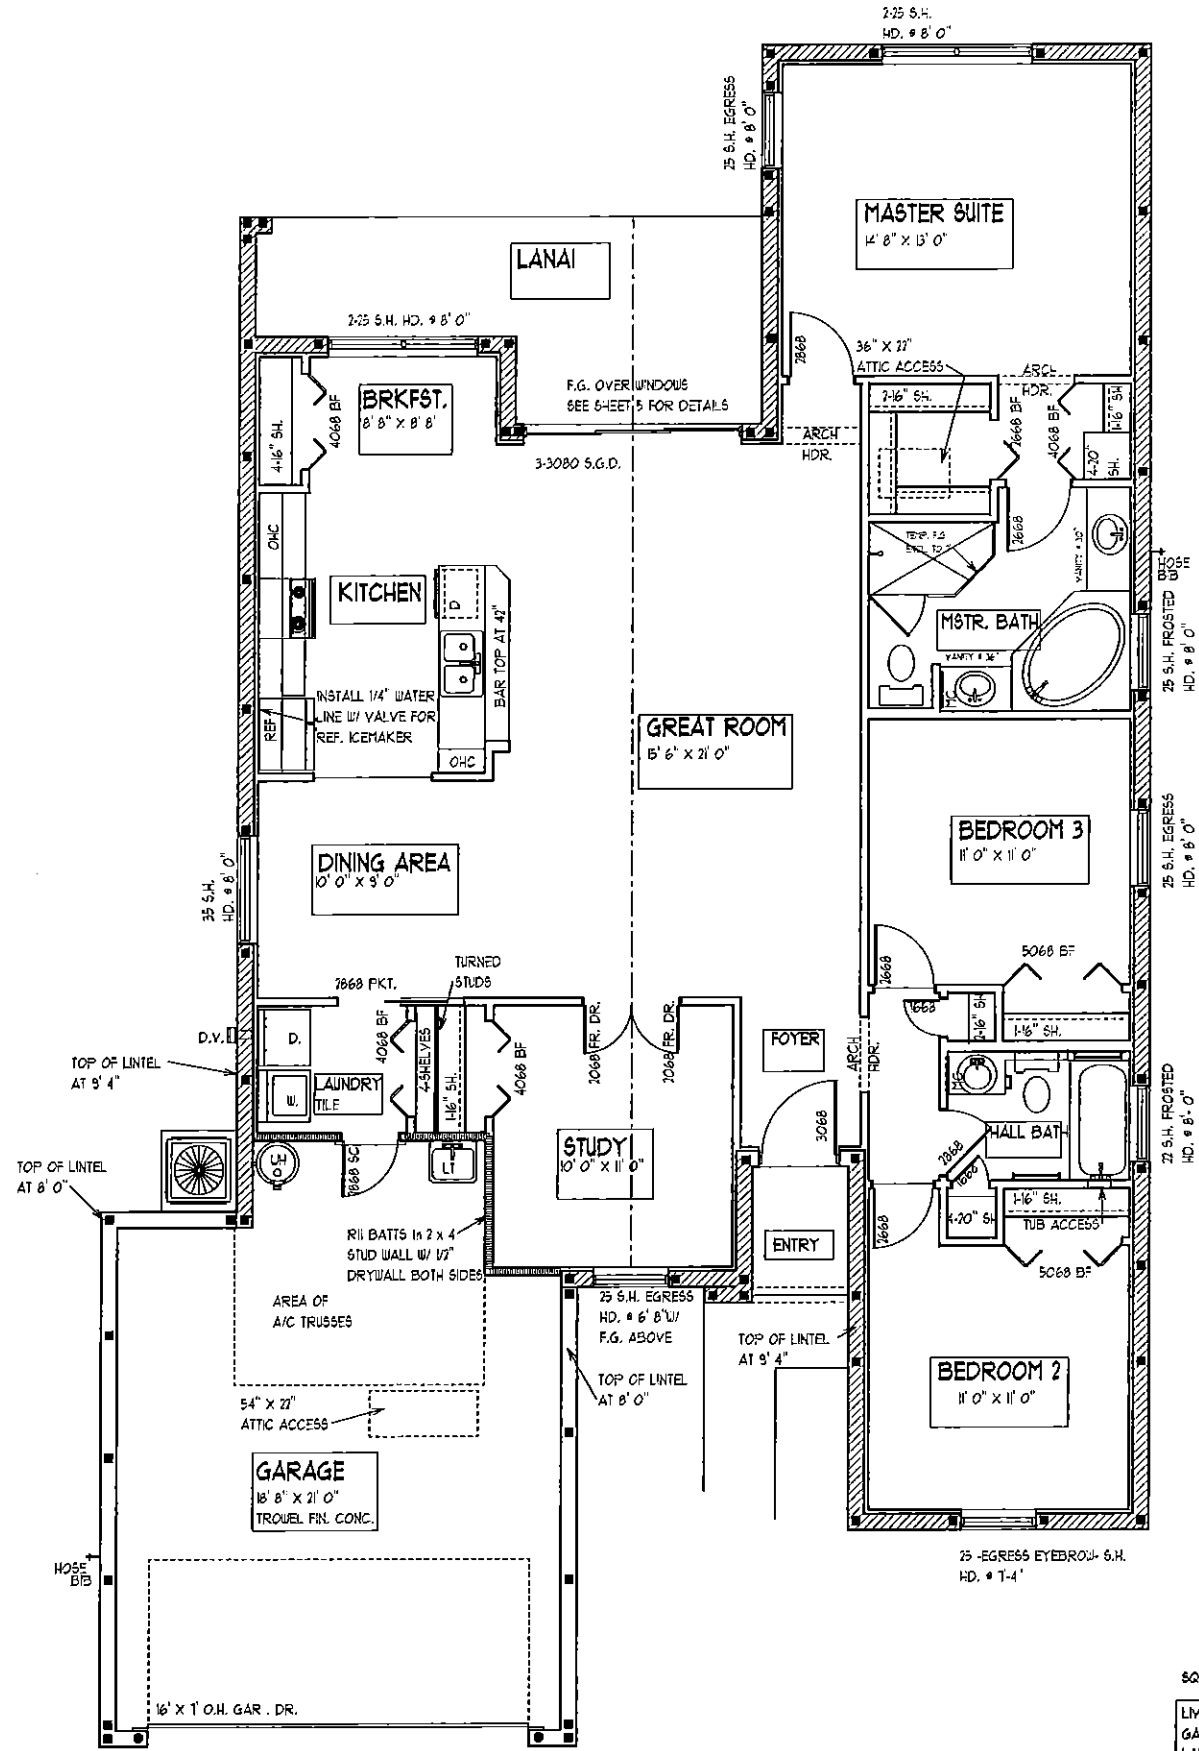 2-25 S.H.
HD. @ 8' 0"
25 S.H. EGRESS
HD. @ 8' 0"
MASTER SUITE
14' 8" X 13' 0"
LANAI
2-25 S.H. HD. @ 8' 0"
2868
36" X 22"
ATTIC ACCESS
ARCH
HDR.
F.G. OVER WINDOWS
SEE SHEET 5 FOR DETAILS
BRKFST.
8' 8" X 8' 8'
4068 BF
4-16" SH.
2-16" SH.
2668 BF
4068 BF
1-16" SH
4-20"
SH.
ARCH
HDR.
3-3080 S.G.D.
OHC
2668
HOSE
BIB
KITCHEN
D
BAR TOP AT 42"
MSTR. BATH
VANITY @ 36"
MC
25 S.H. FROSTED
HD. @ 8' 0"
INSTALL 1/4" WATER
LINE W/ VALVE FOR
REF. ICEMAKER
REF
OHC
GREAT ROOM
15' 6" X 21' 0"
BEDROOM 3
11' 0" X 11' 0"
25 S.H. EGRESS
HD. @ 8' 0"
DINING AREA
10' 0" X 9' 0"
35 S.H.
HD. @ 8' 0"
2668
5068 BF
TURNED
STUDS
2868 PKT.
1668
2-16" SH
1-16" SH.
D.V.
D.
4068 BF
4-SHELVES
1-16" SH.
4068 BF
2068 FR. DR.
2068 FR. DR.
FOYER
ARCH
HDR.
TOP OF LINTEL
AT 9' 4"
LAUNDRY
TILE
W.
MC
HALL BATH
22 S.H. FROSTED
HD. @ 8'- 0"
3068
STUDY
10' 0" X 11' 0"
WH
2868 SC
LT
2868
1668
TOP OF LINTEL
AT 8' 0"
1-16" SH.
4-20" SH
TUB ACCESS
2668
5068 BF
R11 BATTS in 2 x 4
STUD WALL W/ 1/2"
DRYWALL BOTH SIDES
ENTRY
AREA OF
A/C TRUSSES
25 S.H. EGRESS
HD. @ 6' 8" W/
F.G. ABOVE
TOP OF LINTEL
AT 9' 4"
TOP OF LINTEL
AT 8' 0"
BEDROOM 2
11' 0" X 11' 0"
54" X 22"
ATTIC ACCESS
GARAGE
18' 8" X 21' 0"
TROWEL FIN. CONC.
HOSE
BIB
25 -EGRESS EYEBROW- S.H.
HD. @ 7'-4"
16' X 7' O.H. GAR . DR.
SQ
LIV
GA